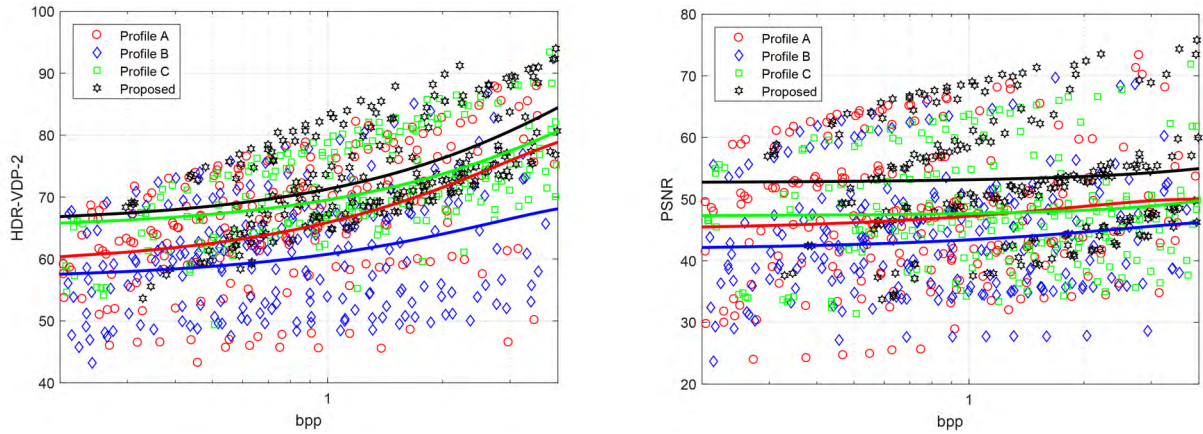 100
90
80
70
60
50
40
HDR-VDP-2
Profile A
Profile B
Profile C
Proposed
1
bpp
80
70
60
50
40
30
20
PSNR
Profile A
Profile B
Profile C
Proposed
1
bpp